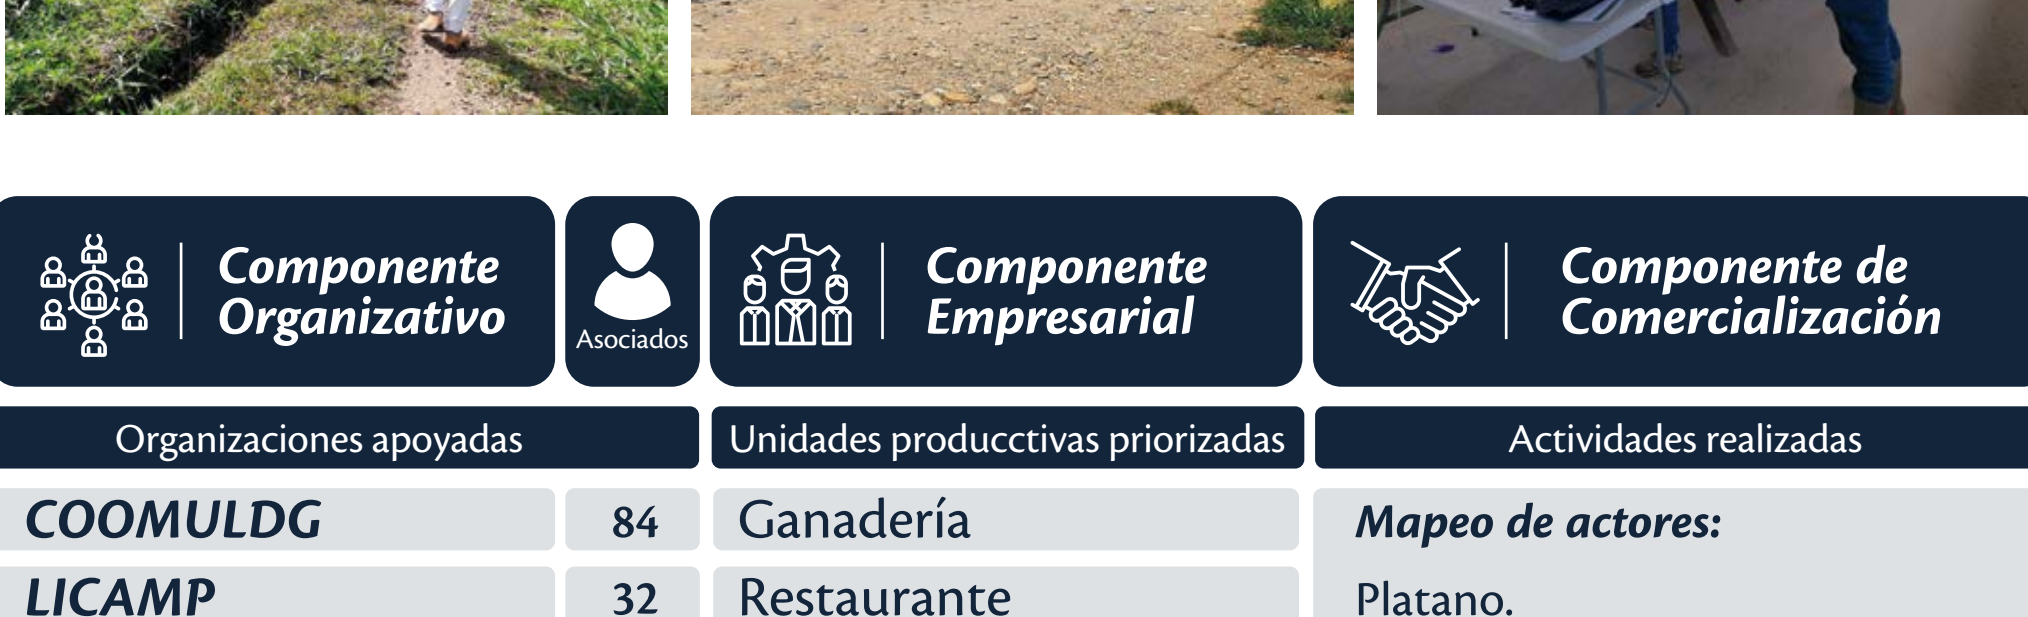 Componente
Organizativo
Asociados
Componente
Empresarial
Componente de
Comercialización
Organizaciones apoyadas
Unidades producctivas priorizadas
Actividades realizadas
COOMULDG
84
Ganadería
Mapeo de actores:
LICAMP
32
Restaurante
Platano.